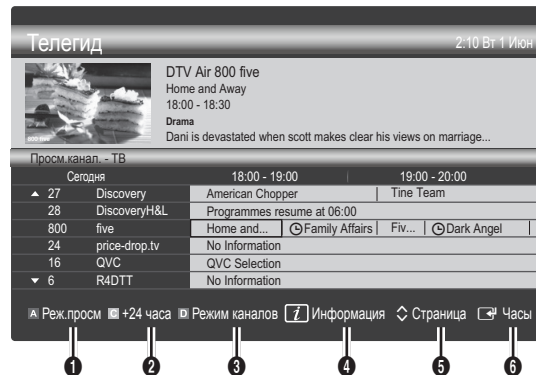 Телегид 2:10 Вт 1 Июн
DTV Air 800 five
Home and Away
18:00 - 18:30
Drama
Dani is devastated when scott makes clear his views on marriage...
800 five
Просм.канал. - ТВ
Сегодня 18:00 - 19:00 19:00 - 20:00
▲ 27 Discovery American Chopper Tine Team
28 DiscoveryH&L Programmes resume at 06:00
800 five Home and... Family Affairs Fiv... Dark Angel
24 price-drop.tv No Information
16 QVC QVC Selection
▼ 6 R4DTT No Information
A Реж.просм C +24 часа D Режим каналов i Информация Страница Часы
1 2 3 4 5 6